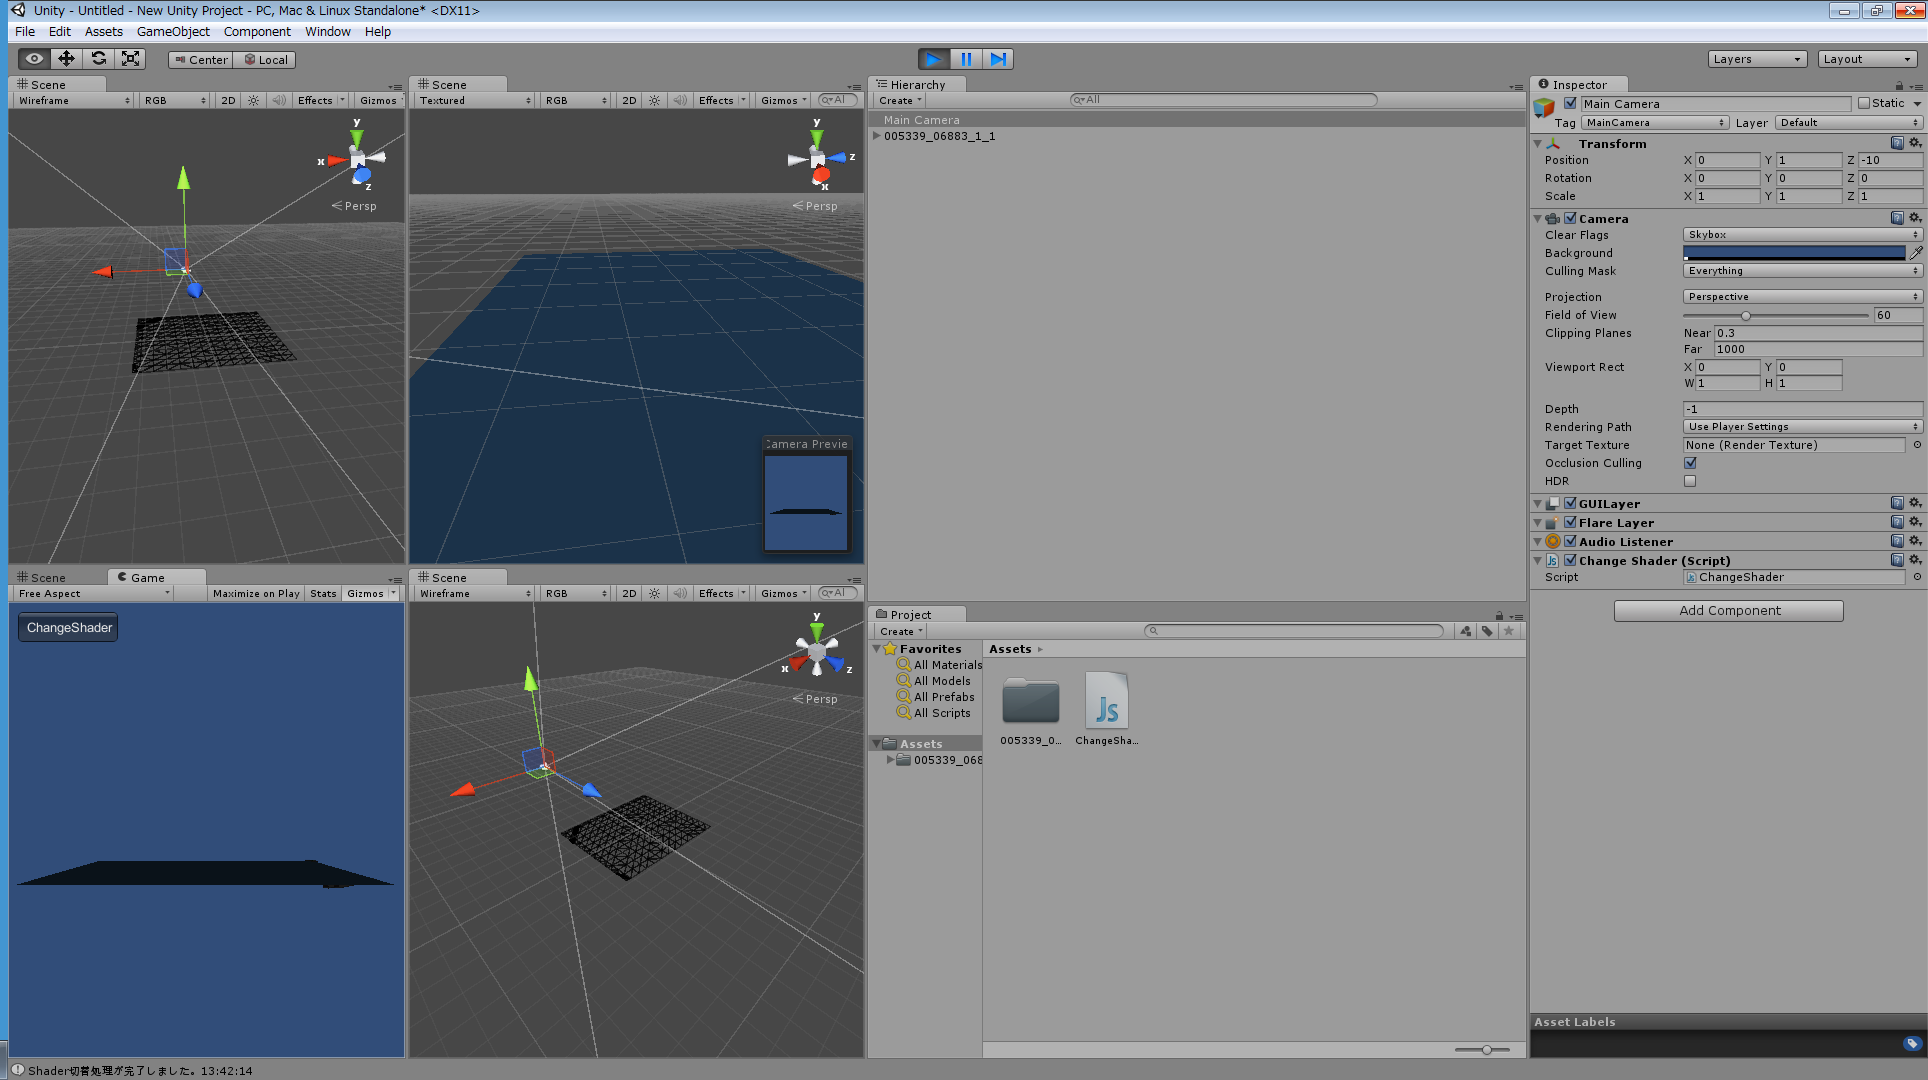 Unity - Untitled - New Unity Project - PC, Mac & Linux Standalone* <DX11>
File Edit Assets GameObject Component Window Help
Center Local Layers Layout
Scene
Wireframe RGB 2D Effects Gizmos
y
x
z
Persp
Scene
Textured RGB 2D Effects Gizmos All
y
z
x
Persp
Camera Previe
Scene Game
Free Aspect Maximize on Play Stats Gizmos
ChangeShader
Scene
Wireframe RGB 2D Effects Gizmos All
y
x z
Persp
Hierarchy
Create All
Main Camera
005339_06883_1_1
Project
Create
Favorites
All Materials
All Models
All Prefabs
All Scripts
Assets
005339_068
Assets
005339_0...
ChangeSha...
Js
Inspector
Main Camera Static
Tag MainCamera Layer Default
Transform
Position X 0 Y 1 Z -10
Rotation X 0 Y 0 Z 0
Scale X 1 Y 1 Z 1
Camera
Clear Flags Skybox
Background
Culling Mask Everything
Projection Perspective
Field of View 60
Clipping Planes Near 0.3
Far 1000
Viewport Rect X 0 Y 0
W 1 H 1
Depth -1
Rendering Path Use Player Settings
Target Texture None (Render Texture)
Occlusion Culling
HDR
GUILayer
Flare Layer
Audio Listener
Change Shader (Script)
Script ChangeShader
Add Component
Asset Labels
Shader切替処理が完了しました。13:42:14